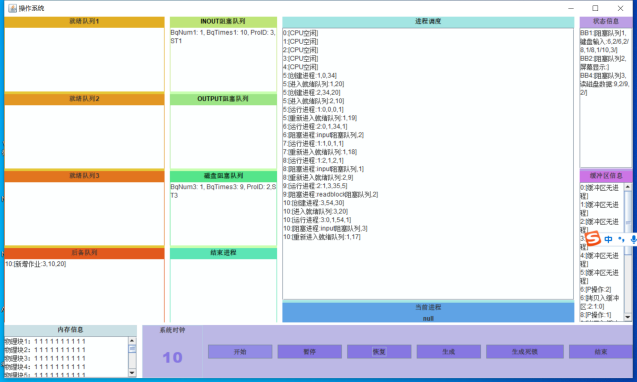 操作系统
就绪队列1
INOUT阻塞队列
进程调度
状态信息
BqNum1: 1, BqTimes1: 10, ProID: 3,
ST1
0:[CPU空闲]
1:[CPU空闲]
2:[CPU空闲]
3:[CPU空闲]
4:[CPU空闲]
5:[创建进程:1,0,34]
5:[进入就绪队列:1,20]
5:[创建进程:2,34,20]
5:[进入就绪队列:2,10]
5:[运行进程:1:0,0,0,1]
5:[重新进入就绪队列:1,19]
6:[运行进程:2:0,1,34,1]
6:[阻塞进程:input阻塞队列,2]
7:[运行进程:1:1,0,1,1]
7:[重新进入就绪队列:1,18]
8:[运行进程:1:2,1,2,1]
8:[阻塞进程:input阻塞队列,1]
8:[重新进入就绪队列:2,9]
9:[运行进程:2:1,3,35,5]
9:[阻塞进程:readblock阻塞队列,2]
10:[创建进程:3,54,30]
10:[进入就绪队列:3,20]
10:[运行进程:3:0,1,54,1]
10:[阻塞进程:input阻塞队列,3]
10:[重新进入就绪队列:1,17]
BB1:[阻塞队列1,
键盘输入:6,2/6,2/
8,1/8,1/10,3/]
BB2:[阻塞队列2,
屏幕显示:]
BB4:[阻塞队列3,
读磁盘数据:9,2/9,
2/]
就绪队列2
OUTPUT阻塞队列
就绪队列3
磁盘阻塞队列
BqNum3: 1, BqTimes3: 9, ProID: 2,ST
T3
缓冲区信息
0:[缓冲区无进
程]
1:[缓冲区无进
程]
2:[缓冲区无进
程]
4:[缓冲区无进
程]
5:[缓冲区无进
程]
6:[P操作:2]
6:[拷贝入缓冲
区:2:1:0]
8:[P操作:1]
后备队列
10:[新增作业:3,10,20]
结束进程
当前进程
null
中
内存信息
物理块1: 1 1 1 1 1 1 1 1 1 1
物理块2: 1 1 1 1 1 1 1 1 1 1
物理块3: 1 1 1 1 1 1 1 1 1 1
物理块4: 1 1 1 1 1 1 1 1 1 1
系统时钟
10
开始
暂停
恢复
生成
生成死锁
结束